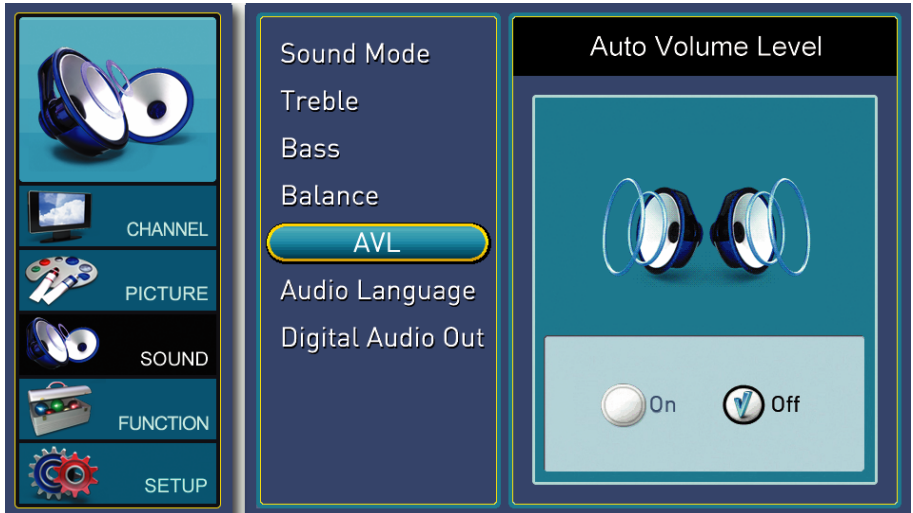 CHANNEL
PICTURE
SOUND
FUNCTION
SETUP
Sound Mode
Treble
Bass
Balance
AVL
Audio Language
Digital Audio Out
Auto Volume Level
On
Off